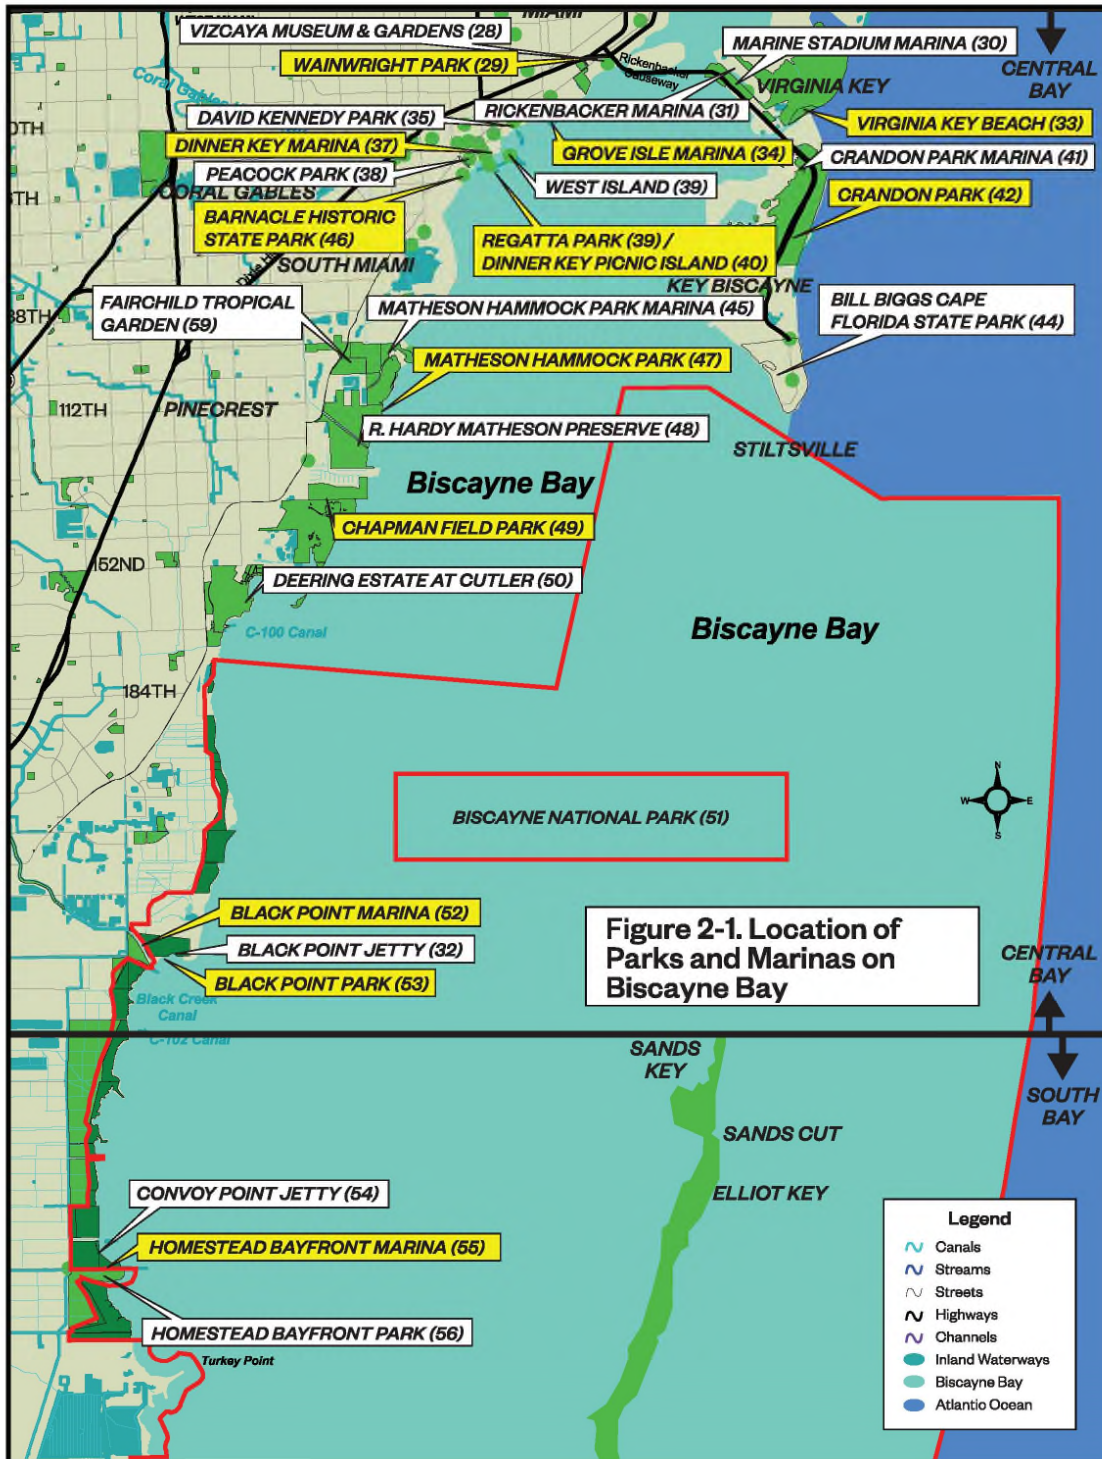 MIAMI
VIZCAYA MUSEUM & GARDENS (28)
WAINWRIGHT PARK (29)
Rickenbacker
Causeway
MARINE STADIUM MARINA (30)
CENTRAL
BAY
VIRGINIA KEY
Coral Gables
DAVID KENNEDY PARK (35)
RICKENBACKER MARINA (31)
VIRGINIA KEY BEACH (33)
DINNER KEY MARINA (37)
GROVE ISLE MARINA (34)
CRANDON PARK MARINA (41)
PEACOCK PARK (38)
WEST ISLAND (39)
CORAL GABLES
CRANDON PARK (42)
BARNACLE HISTORIC
STATE PARK (46)
REGATTA PARK (39) /
DINNER KEY PICNIC ISLAND (40)
SOUTH MIAMI
KEY BISCAYNE
FAIRCHILD TROPICAL
GARDEN (59)
MATHESON HAMMOCK PARK MARINA (45)
BILL BIGGS CAPE
FLORIDA STATE PARK (44)
MATHESON HAMMOCK PARK (47)
112TH
PINECREST
R. HARDY MATHESON PRESERVE (48)
STILTSVILLE
Biscayne Bay
CHAPMAN FIELD PARK (49)
152ND
DEERING ESTATE AT CUTLER (50)
C-100 Canal
Biscayne Bay
184TH
N
W E
S
BISCAYNE NATIONAL PARK (51)
BLACK POINT MARINA (52)
BLACK POINT JETTY (32)
BLACK POINT PARK (53)
Figure 2-1. Location of
Parks and Marinas on
Biscayne Bay
CENTRAL
BAY
Black Creek
Canal
C-102 Canal
SANDS
KEY
SOUTH
BAY
SANDS CUT
CONVOY POINT JETTY (54)
ELLIOT KEY
HOMESTEAD BAYFRONT MARINA (55)
HOMESTEAD BAYFRONT PARK (56)
Turkey Point
Legend
Canals
Streams
Streets
Highways
Channels
Inland Waterways
Biscayne Bay
Atlantic Ocean